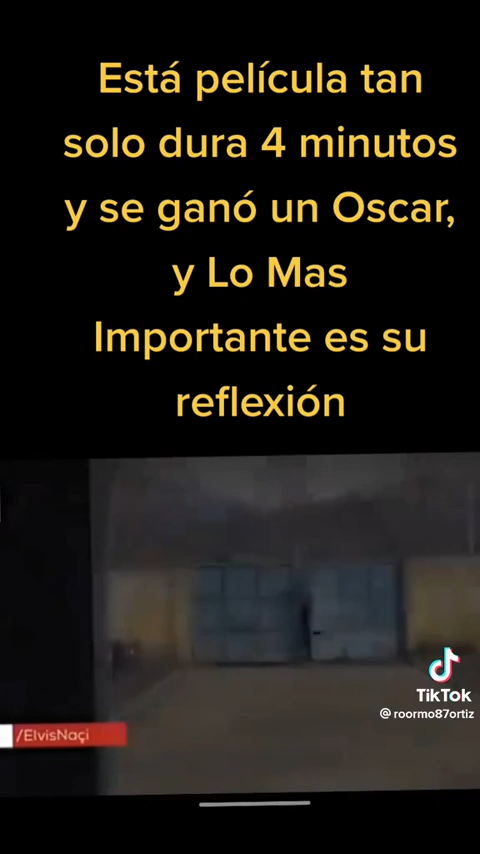 Está película tan
solo dura 4 minutos
y se ganó un Oscar,
y Lo Mas
Importante es su
reflexión
TikTok
@roormo87ortiz
/ElvisNaçi